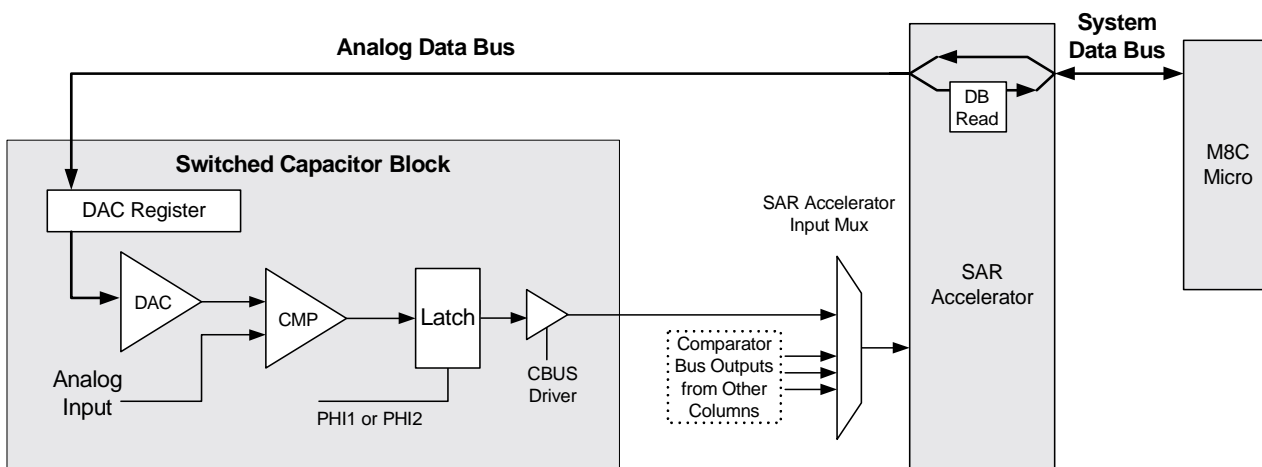 Analog Data Bus
System
Data Bus
DB
Read
M8C
Micro
Switched Capacitor Block
DAC Register
SAR Accelerator
Input Mux
DAC
CMP
Latch
SAR
Accelerator
Analog
Input
PHI1 or PHI2
CBUS
Driver
Comparator
Bus Outputs
from Other
Columns